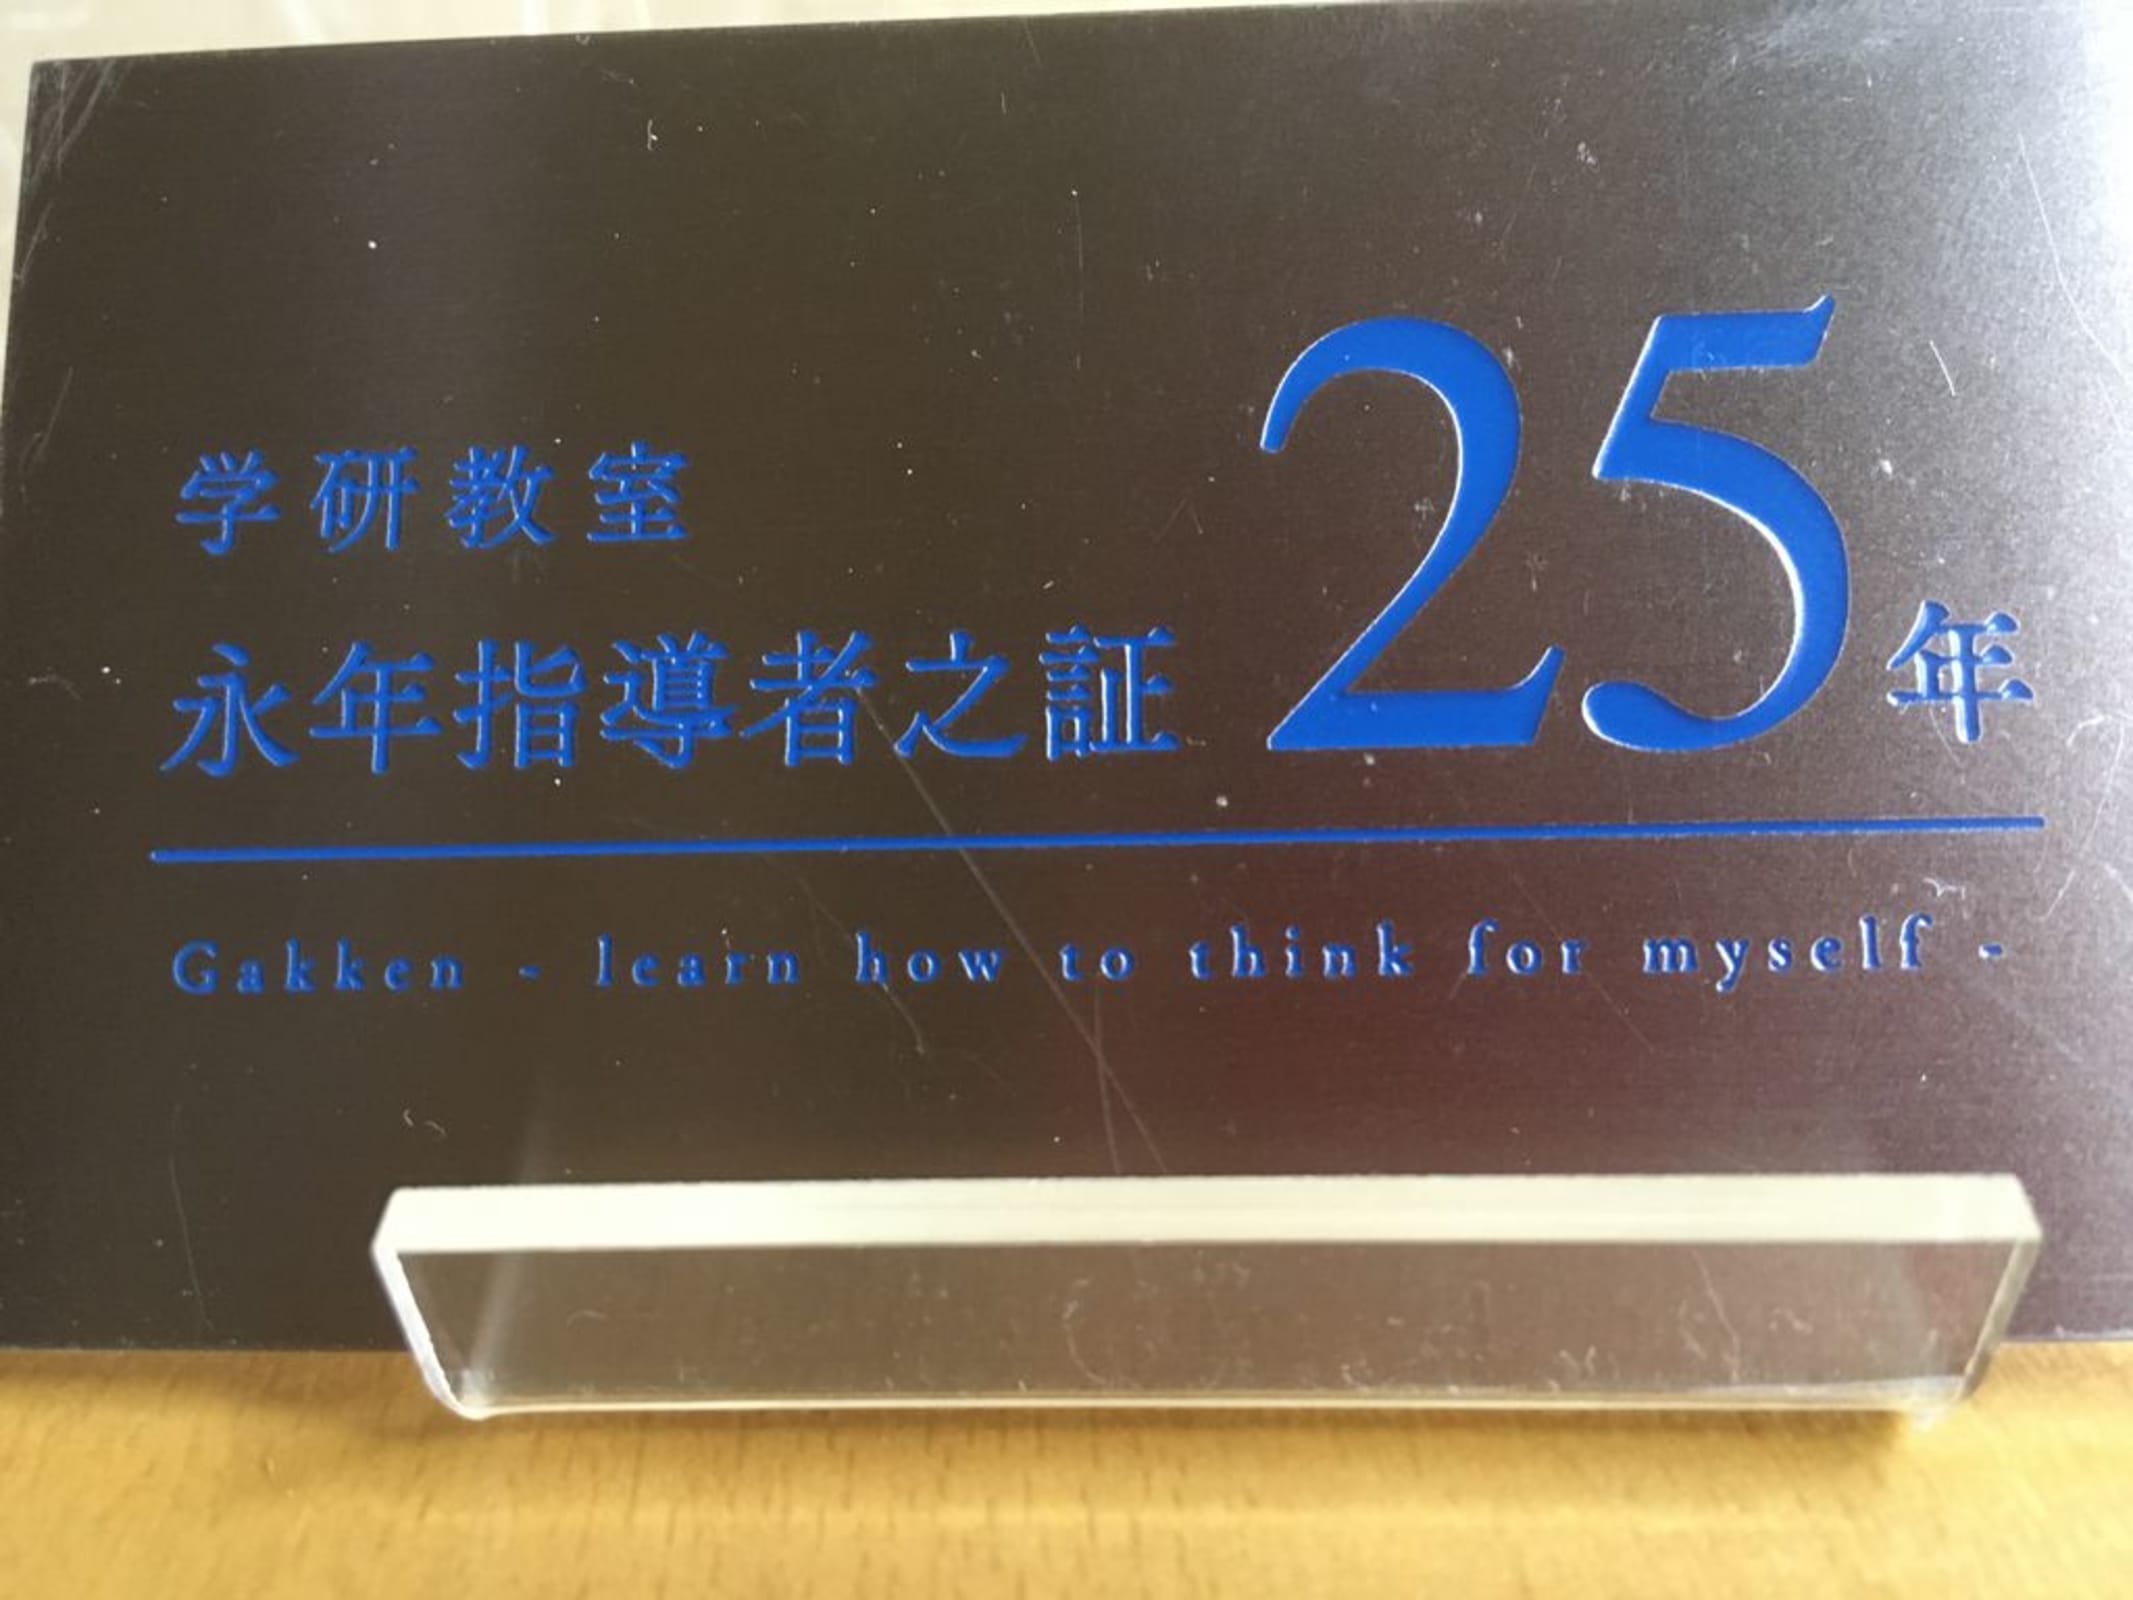 学研教室
永年指導者之証 25年
Gakken - learn how to think for myself -